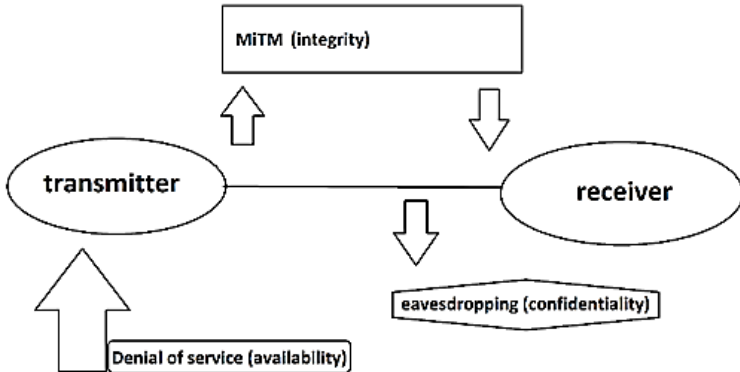 MiTM (integrity)
transmitter
receiver
eavesdropping (confidentiality)
Denial of service (availability)